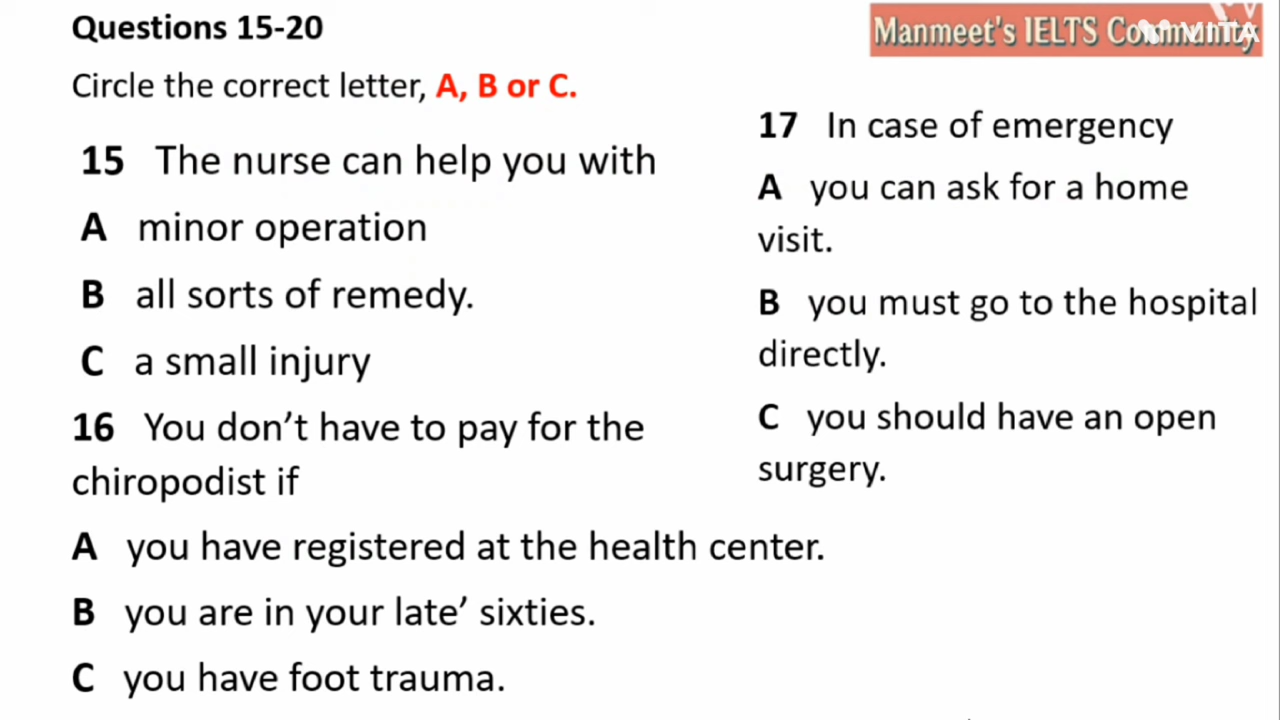 Questions 15-20
Manmeet's IELTS Community
VITA
Circle the correct letter, A, B or C.
15 The nurse can help you with
A minor operation
B all sorts of remedy.
C a small injury
16 You don’t have to pay for the
chiropodist if
A you have registered at the health center.
B you are in your late’ sixties.
C you have foot trauma.
17 In case of emergency
A you can ask for a home
visit.
B you must go to the hospital
directly.
C you should have an open
surgery.